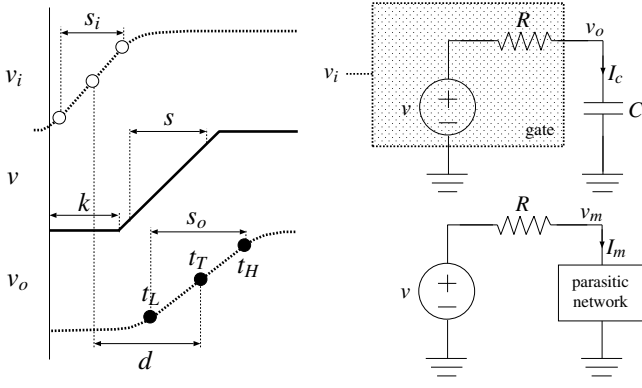 s_i
v_i
s
v
k
s_o
v_o
t_L
t_T
t_H
d
R
v_o
v_i
I_c
v
+
−
C
gate
R
v_m
I_m
v
+
−
parasitic
network